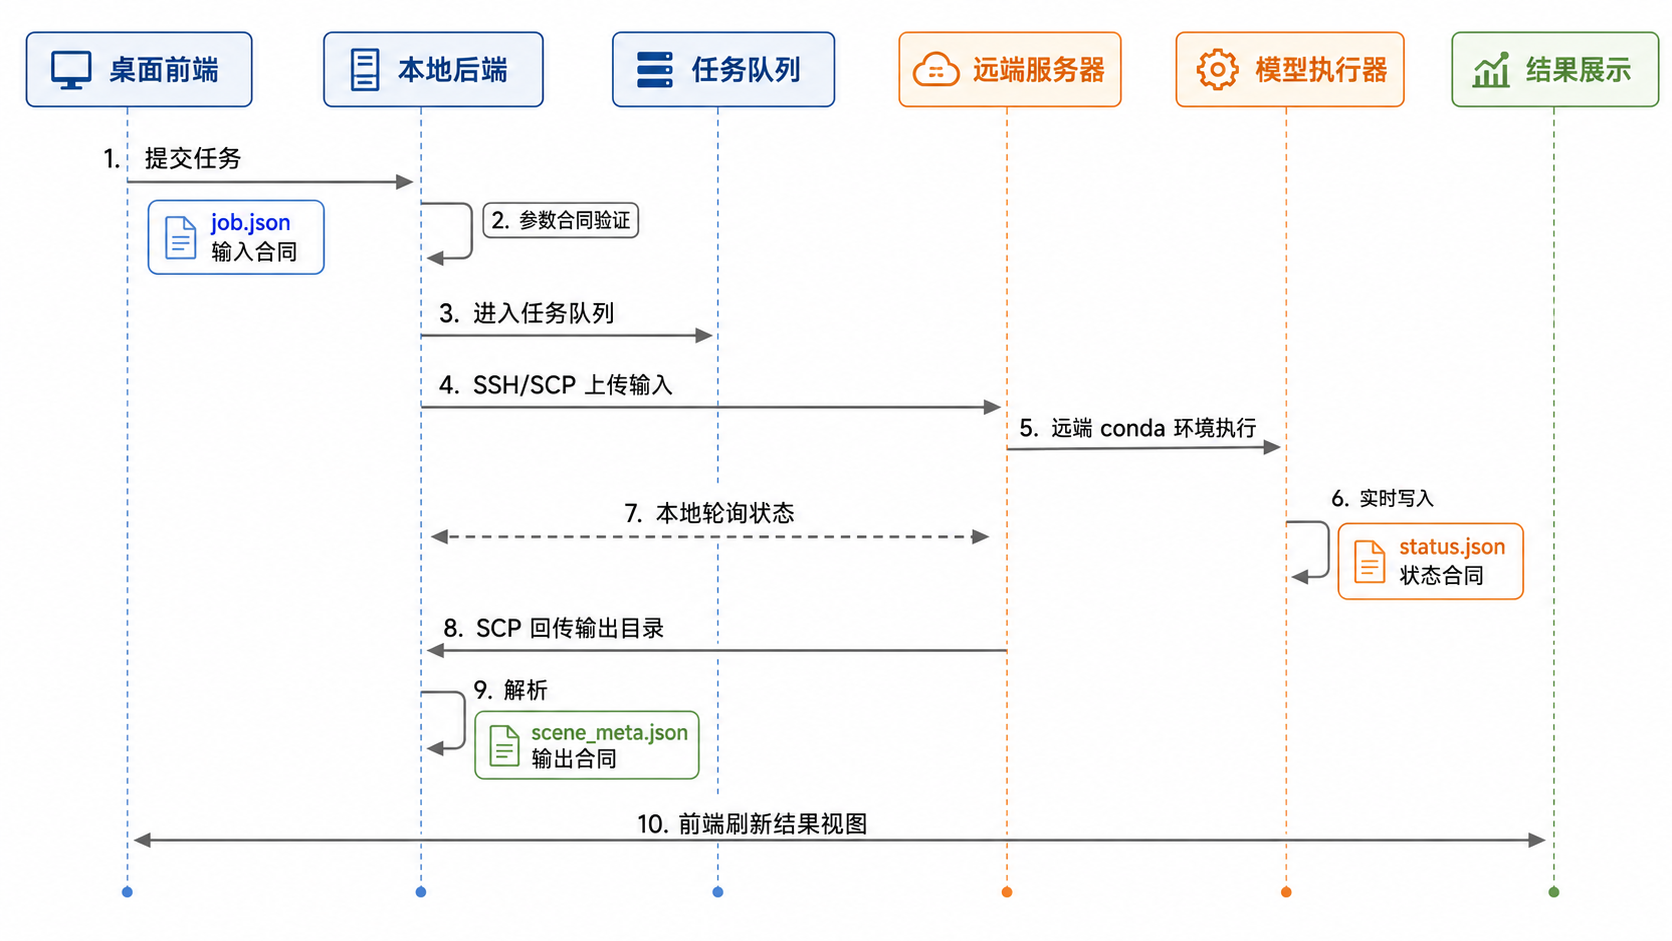 桌面前端
本地后端
任务队列
远端服务器
模型执行器
结果展示
1. 提交任务
job.json
输入合同
2. 参数合同验证
3. 进入任务队列
4. SSH/SCP 上传输入
5. 远端 conda 环境执行
6. 实时写入
status.json
状态合同
7. 本地轮询状态
8. SCP 回传输出目录
9. 解析
scene_meta.json
输出合同
10. 前端刷新结果视图